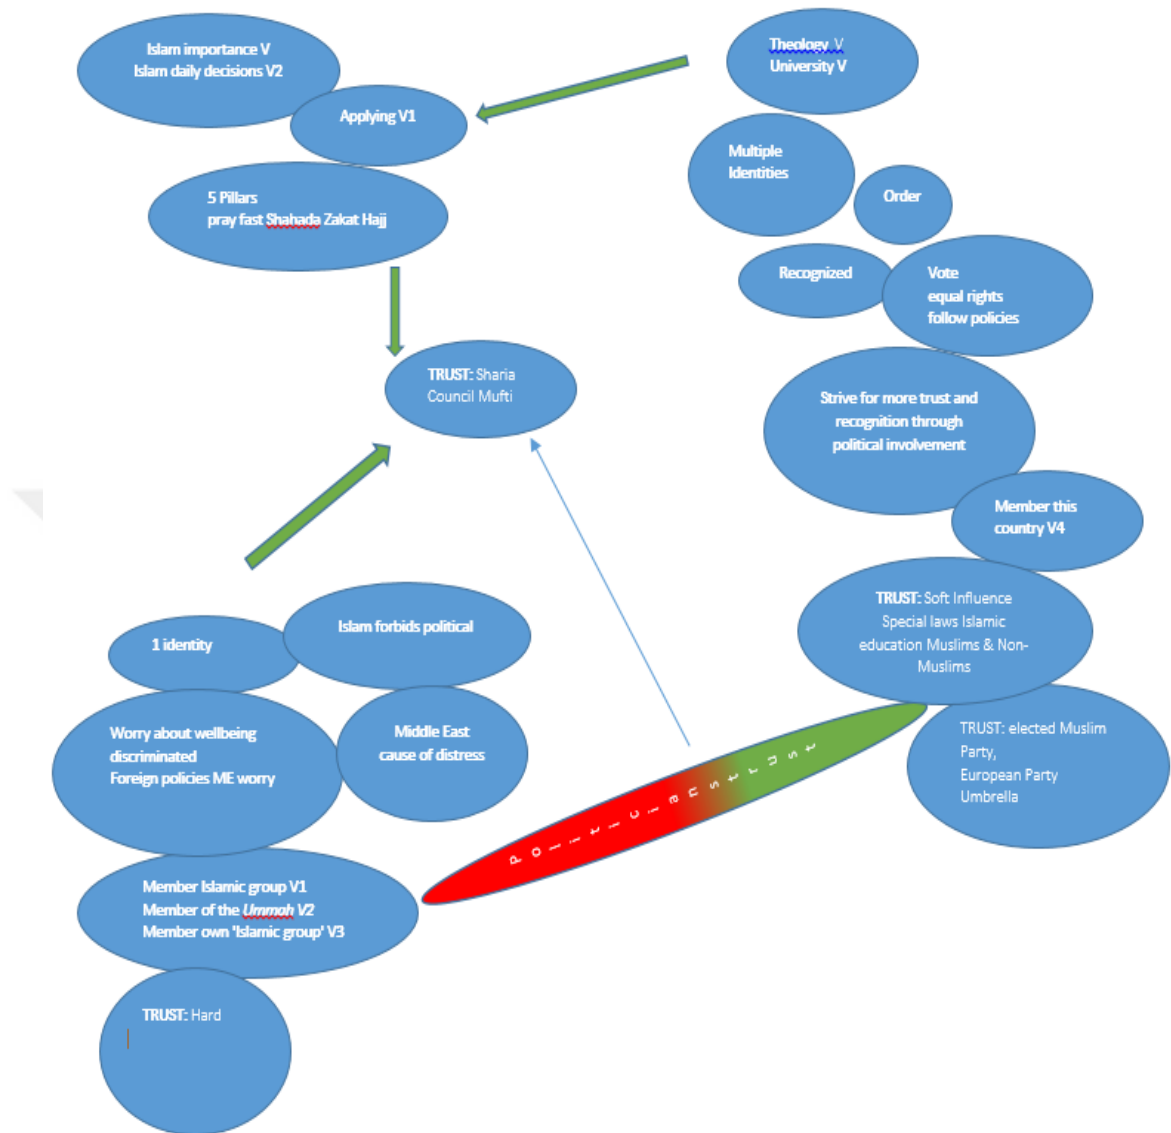 Islam importance V
Islam daily decisions V2
Applying V1
5 Pillars
pray fast Shahada Zakat Hajj
Theology V
University V
Multiple
Identities
Order
Recognized
Vote
equal rights
follow policies
TRUST: Sharia
Council Mufti
Strive for more trust and
recognition through
political involvement
Member this
country V4
TRUST: Soft Influence
Special laws Islamic
education Muslims & Non-
Muslims
TRUST: elected Muslim
Party,
European Party
Umbrella
1 identity
Islam forbids political
Worry about wellbeing
discriminated
Foreign policies ME worry
Middle East
cause of distress
Politicianstrust
Member Islamic group V1
Member of the Ummah V2
Member own 'Islamic group' V3
TRUST: Hard